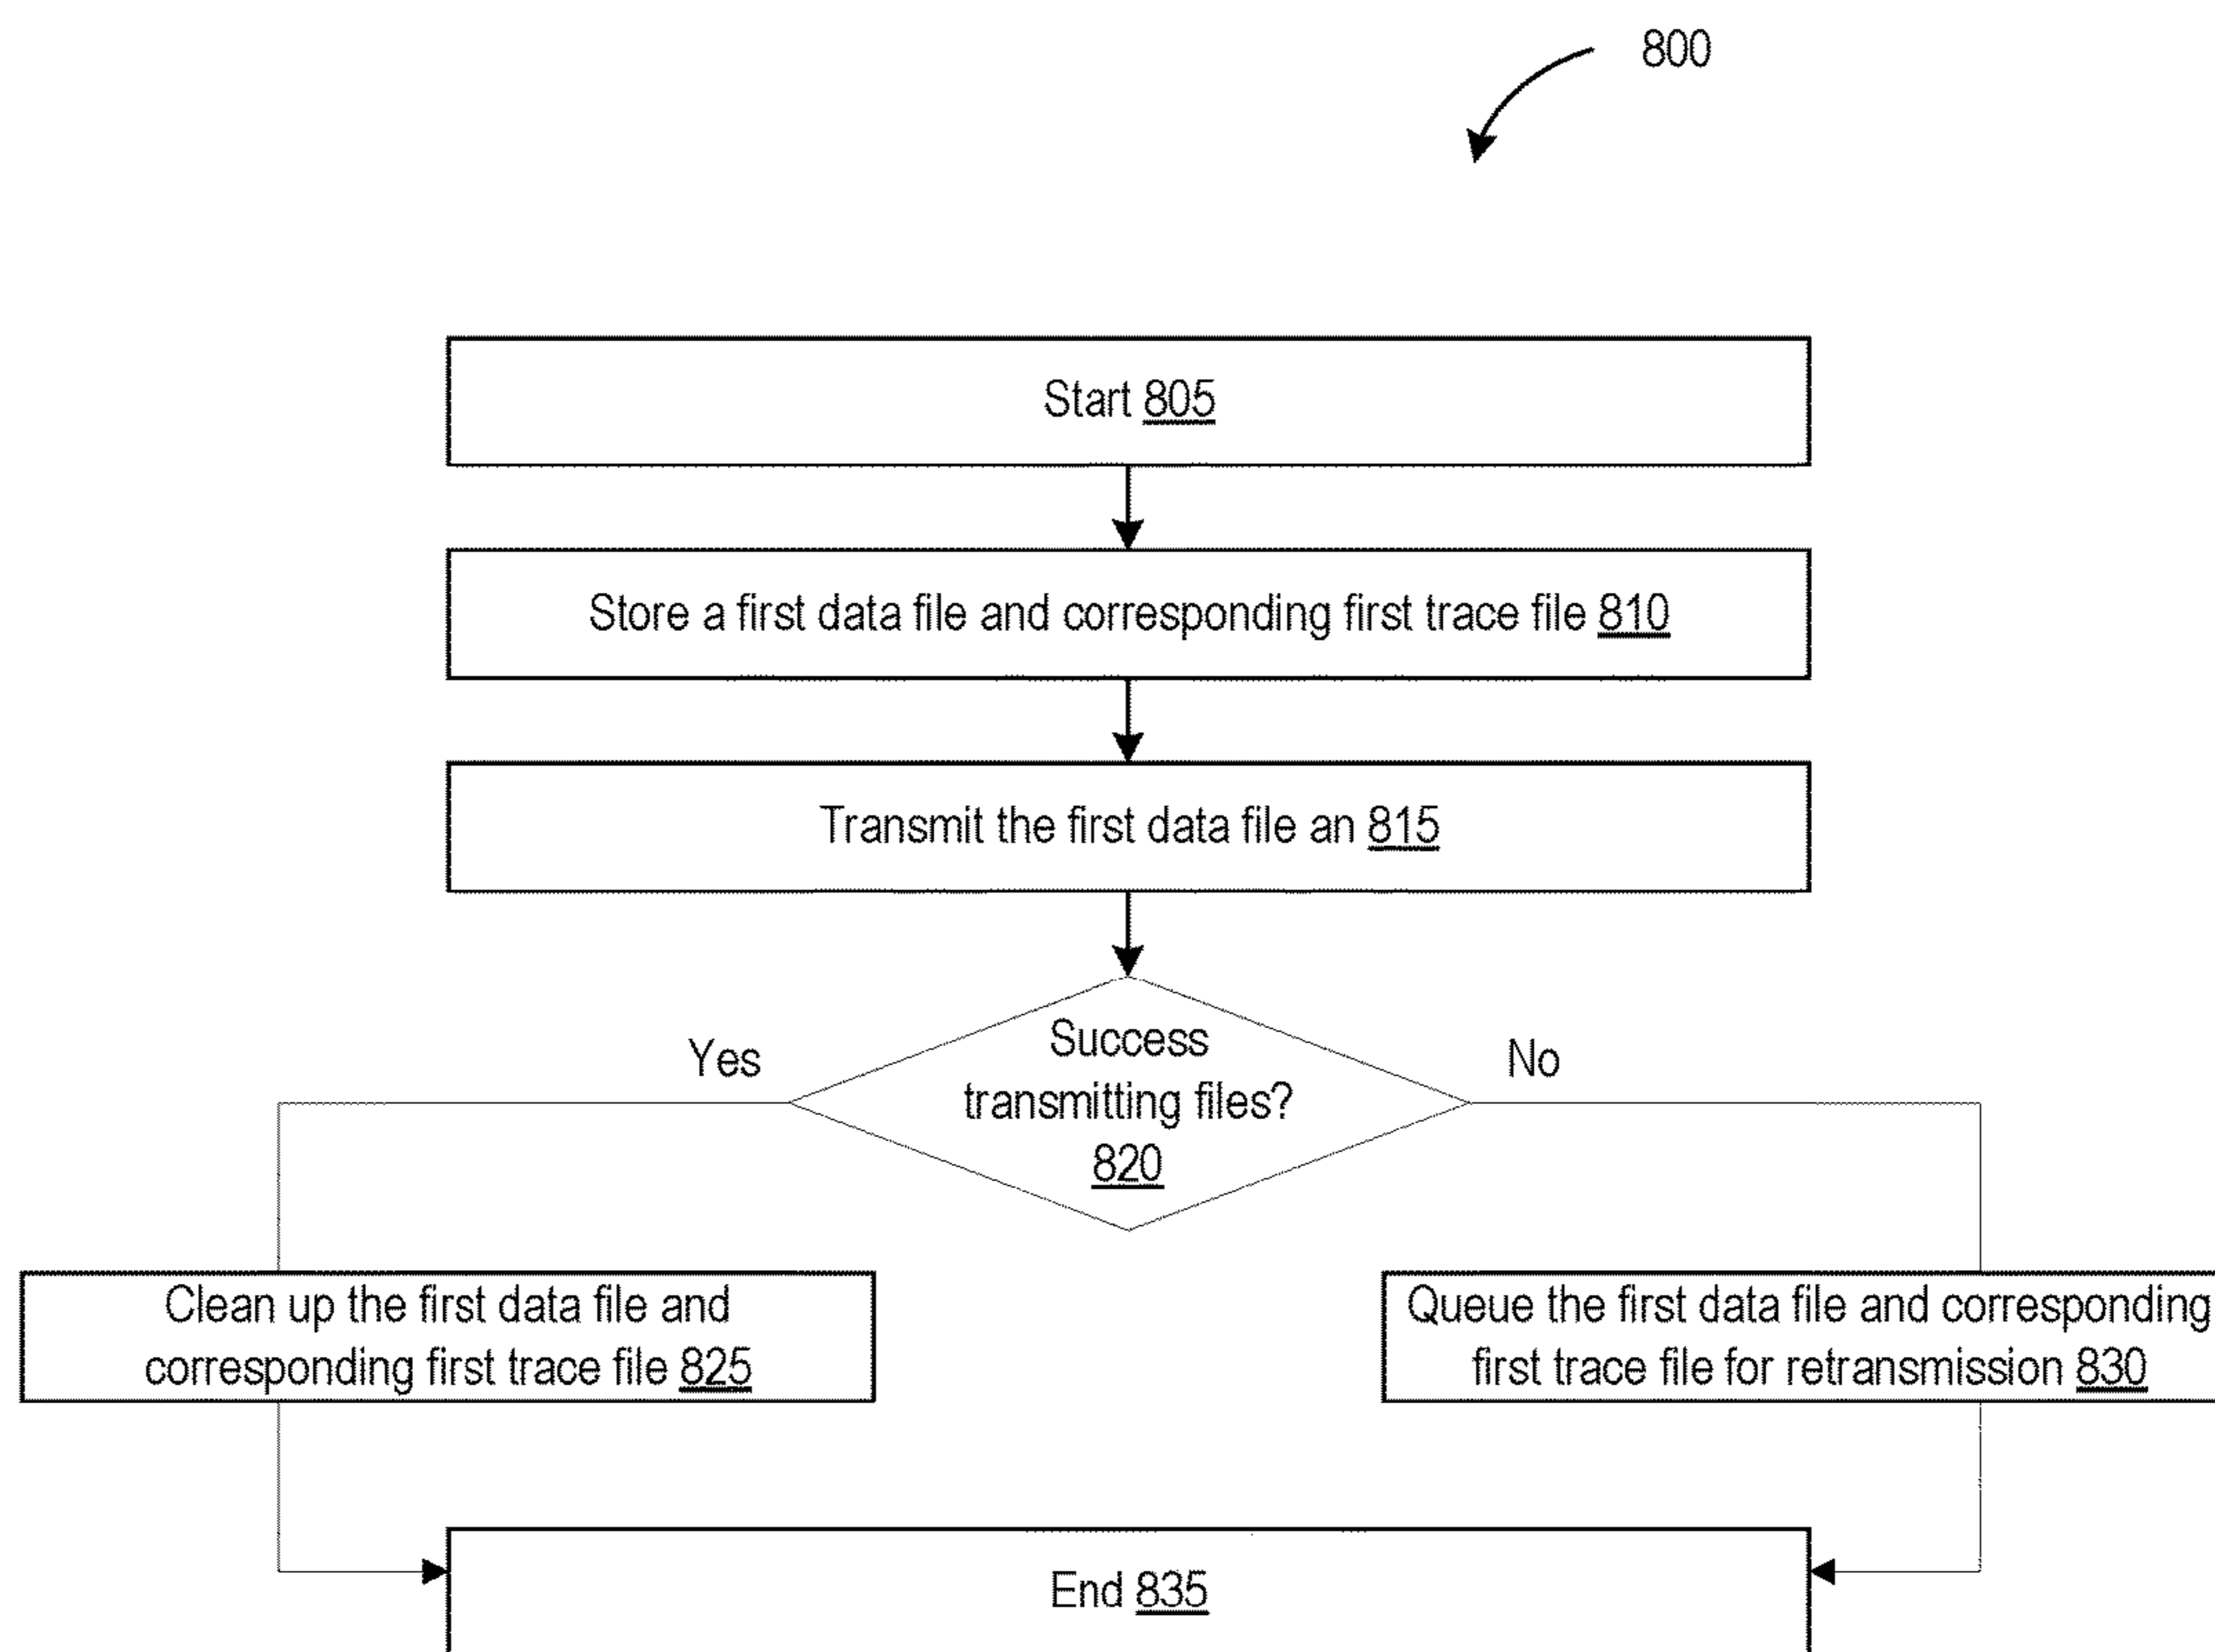 800
Start 805
Store a first data file and corresponding first trace file 810
Transmit the first data file an 815
Success
transmitting files?
820
Yes
No
Clean up the first data file and
corresponding first trace file 825
Queue the first data file and corresponding
first trace file for retransmission 830
End 835